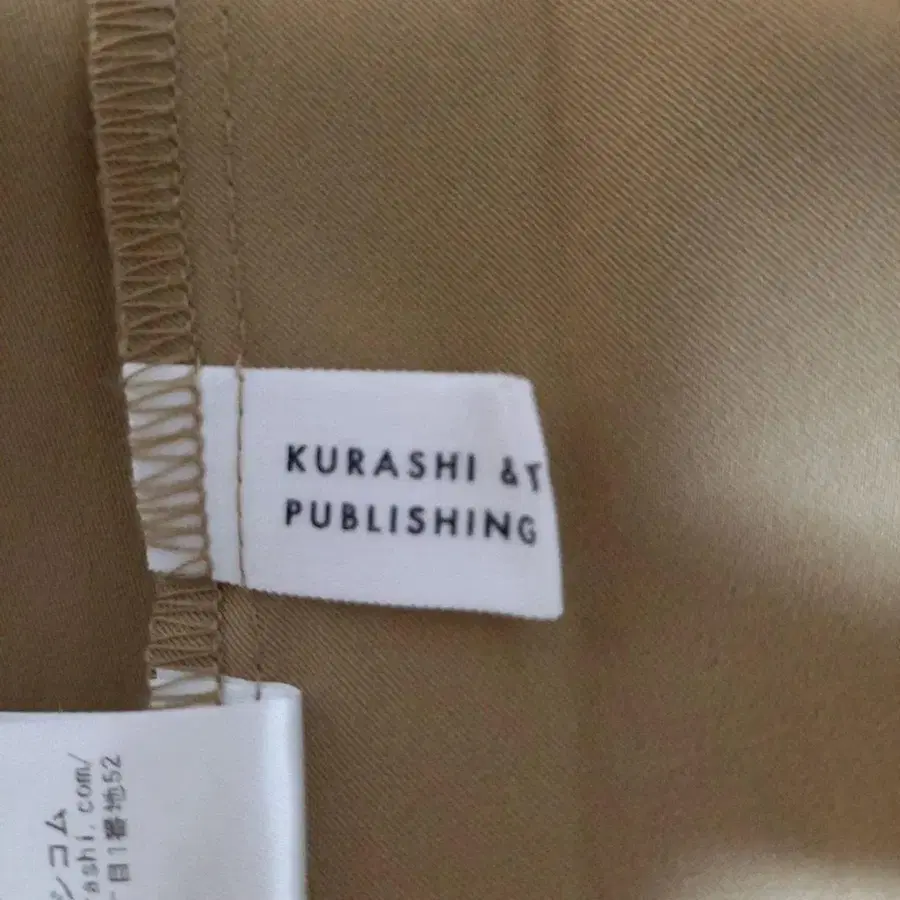 KURASHI &T
PUBLISHING
シコム
ashi.com/
目1番地52